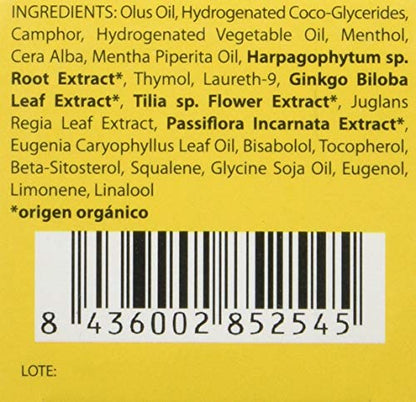 INGREDIENTS: Olus Oil, Hydrogenated Coco-Glycerides,
Camphor, Hydrogenated Vegetable Oil, Menthol,
Cera Alba, Mentha Piperita Oil, Harpagophytum sp.
Root Extract*, Thymol, Laureth-9, Ginkgo Biloba
Leaf Extract*, Tilia sp. Flower Extract*, Juglans
Regia Leaf Extract, Passiflora Incarnata Extract*,
Eugenia Caryophyllus Leaf Oil, Bisabolol, Tocopherol,
Beta-Sitosterol, Squalene, Glycine Soja Oil, Eugenol,
Limonene, Linalool
*origen orgánico
8 436002 852545
LOTE: